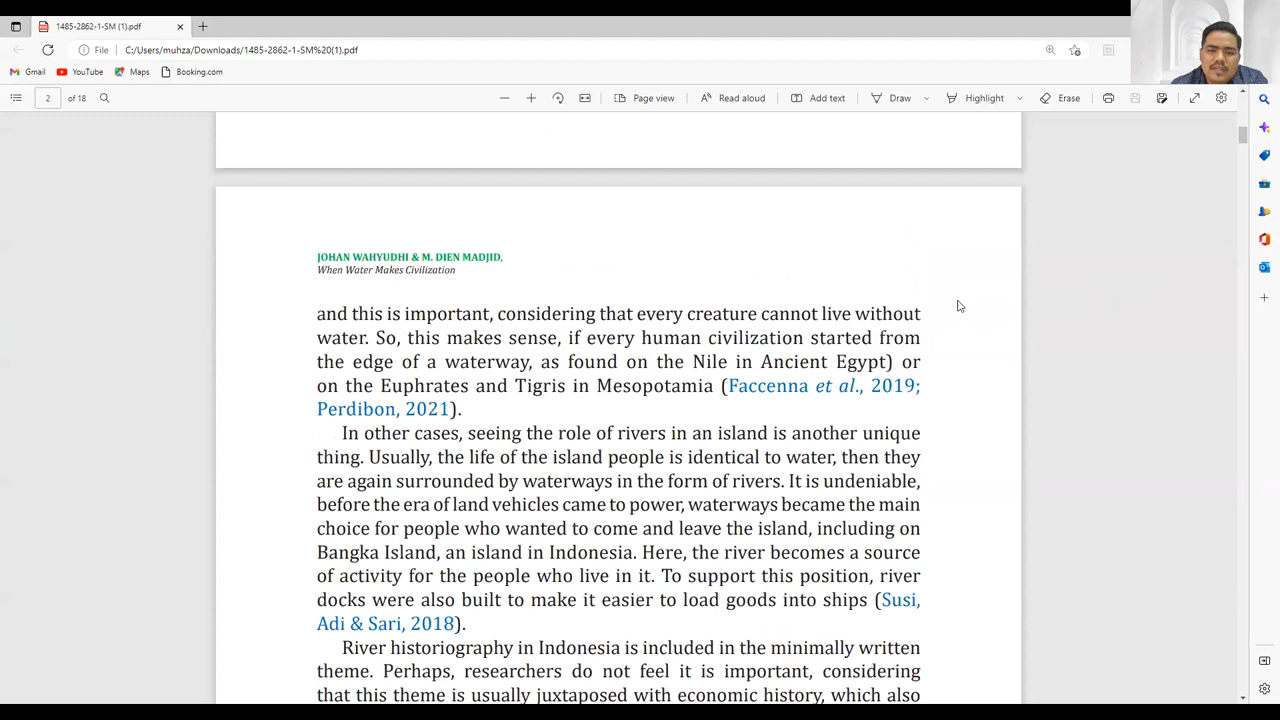 1485-2862-1-SM (1).pdf
File C:/Users/muhza/Downloads/1485-2862-1-SM%20(1).pdf
Gmail YouTube Maps Booking.com
2 of 18 Page view Read aloud Add text Draw Highlight Erase
JOHAN WAHYUDHI & M. DIEN MADJID,
When Water Makes Civilization
and this is important, considering that every creature cannot live without
water. So, this makes sense, if every human civilization started from
the edge of a waterway, as found on the Nile in Ancient Egypt) or
on the Euphrates and Tigris in Mesopotamia (Faccenna et al., 2019;
Perdibon, 2021).
In other cases, seeing the role of rivers in an island is another unique
thing. Usually, the life of the island people is identical to water, then they
are again surrounded by waterways in the form of rivers. It is undeniable,
before the era of land vehicles came to power, waterways became the main
choice for people who wanted to come and leave the island, including on
Bangka Island, an island in Indonesia. Here, the river becomes a source
of activity for the people who live in it. To support this position, river
docks were also built to make it easier to load goods into ships (Susi,
Adi & Sari, 2018).
River historiography in Indonesia is included in the minimally written
theme. Perhaps, researchers do not feel it is important, considering
that this theme is usually juxtaposed with economic history, which also